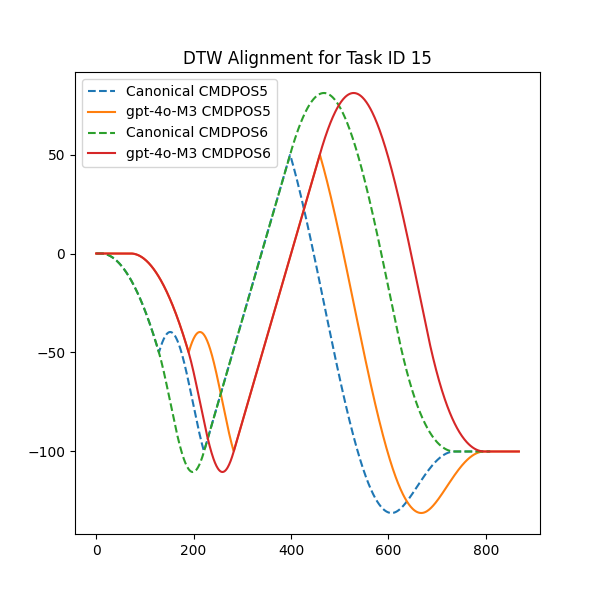 DTW Alignment for Task ID 15
Canonical CMDPOS5
gpt-4o-M3 CMDPOS5
Canonical CMDPOS6
gpt-4o-M3 CMDPOS6
50
0
−50
−100
0 200 400 600 800